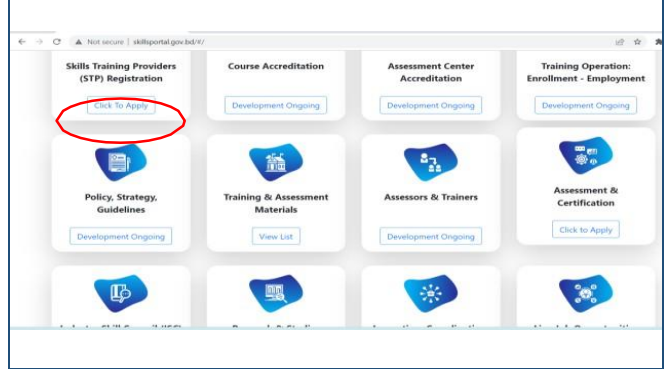 Not secure | skillsportal.gov.bd/#/
Skills Training Providers
(STP) Registration
Click To Apply
Course Accreditation
Development Ongoing
Assessment Center
Accreditation
Development Ongoing
Training Operation:
Enrollment - Employment
Development Ongoing
Policy, Strategy,
Guidelines
Development Ongoing
Training & Assessment
Materials
View List
Assessors & Trainers
Development Ongoing
Assessment &
Certification
Click to Apply